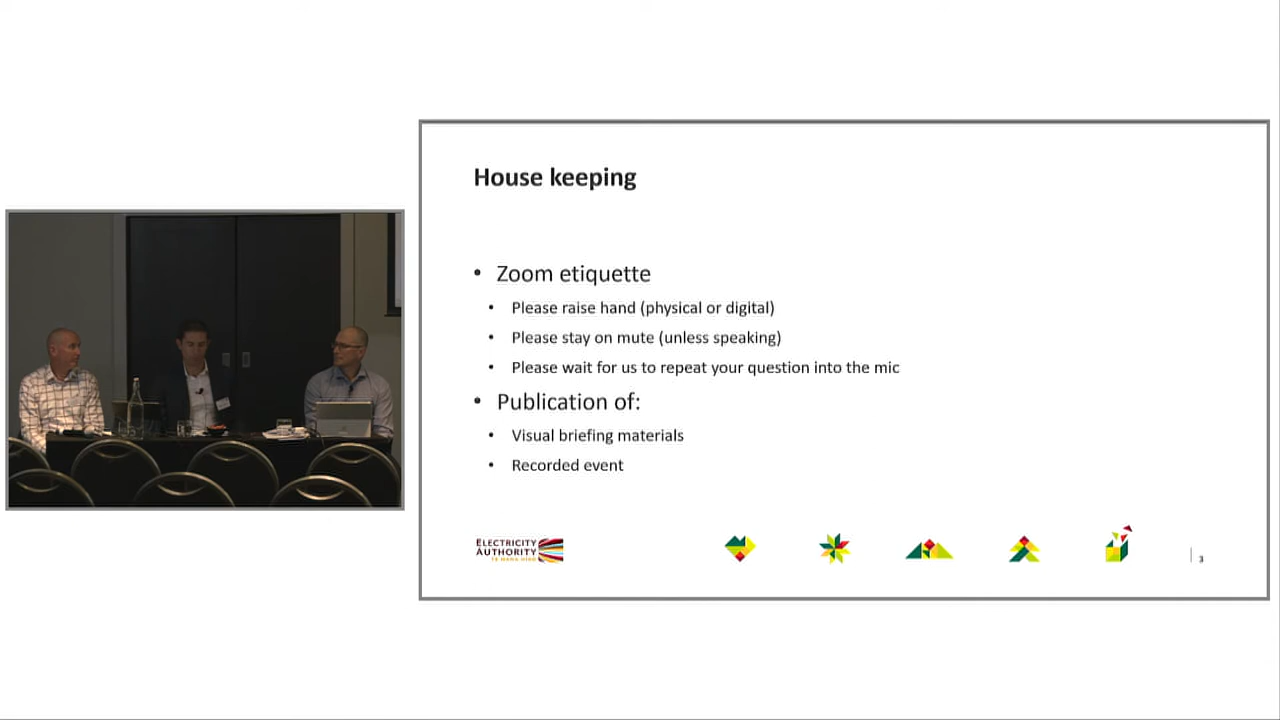 House keeping
• Zoom etiquette
• Please raise hand (physical or digital)
• Please stay on mute (unless speaking)
• Please wait for us to repeat your question into the mic
• Publication of:
• Visual briefing materials
• Recorded event
ELECTRICITY
AUTHORITY
TE MANA HIKO
3